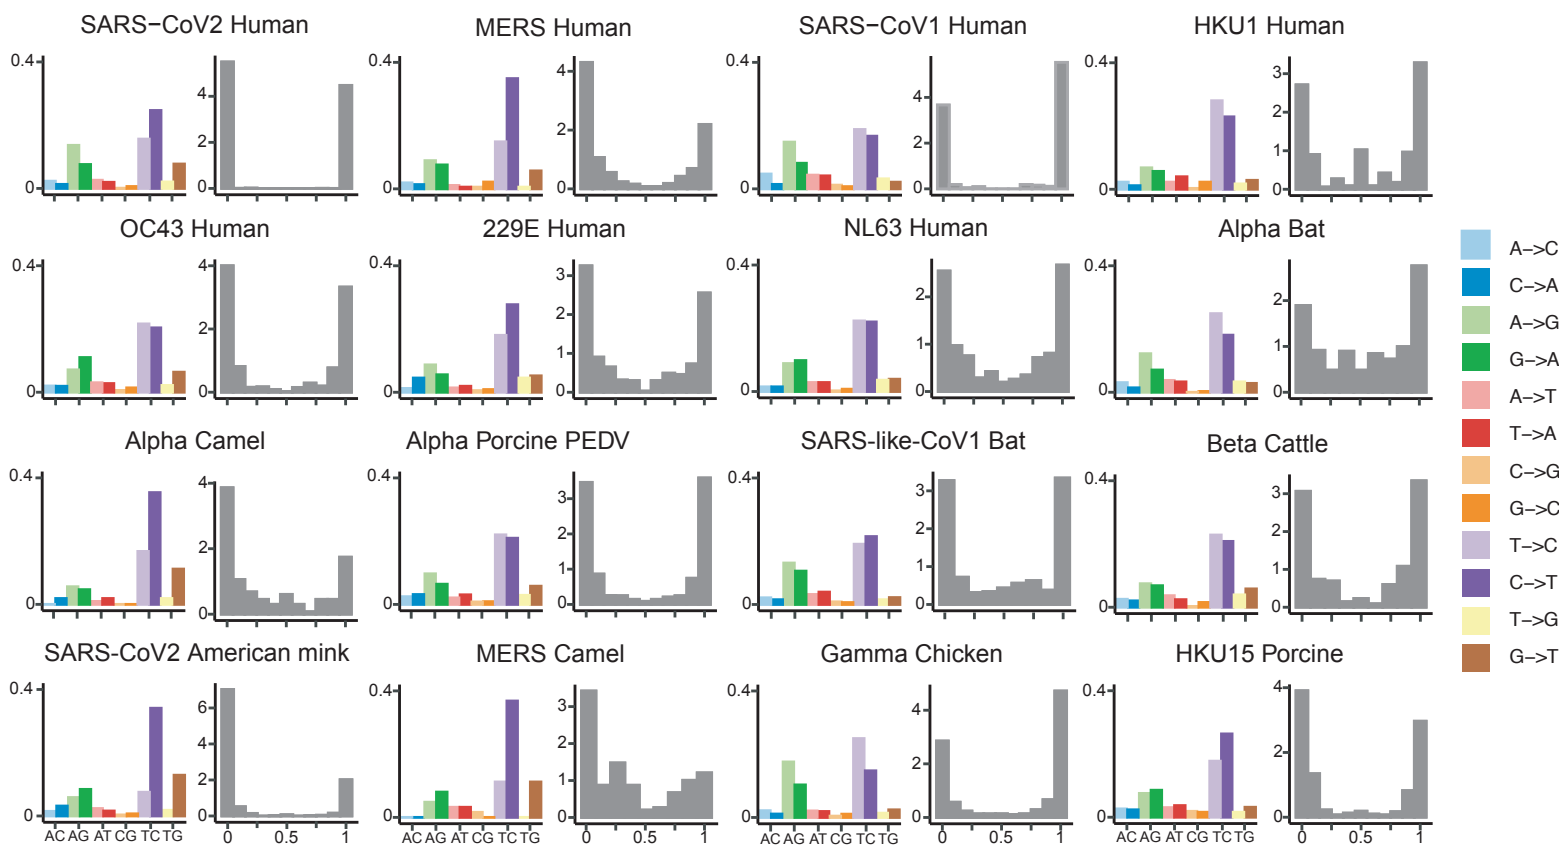 SARS−CoV2 Human
MERS Human
SARS−CoV1 Human
HKU1 Human
0.4
0
4
2
0
0.4
0
4
2
0
0.4
0
4
2
0
0.4
0
3
2
1
0
OC43 Human
229E Human
NL63 Human
Alpha Bat
0.4
0
4
2
0
0.4
0
3
2
1
0
0.4
0
2
1
0
0.4
0
2
1
0
Alpha Camel
Alpha Porcine PEDV
SARS-like-CoV1 Bat
Beta Cattle
0.4
0
4
2
0
0.4
0
3
2
1
0
0.4
0
3
2
1
0
0.4
0
3
2
1
0
SARS-CoV2 American mink
MERS Camel
Gamma Chicken
HKU15 Porcine
0.4
0
6
4
2
0
0.4
0
3
2
1
0
0.4
0
4
2
0
0.4
0
4
2
0
AC AG AT CG TC TG
0 0.5 1
AC AG AT CG TC TG
0 0.5 1
AC AG AT CG TC TG
0 0.5 1
AC AG AT CG TC TG
0 0.5 1
A−>C
C−>A
A−>G
G−>A
A−>T
T−>A
C−>G
G−>C
T−>C
C−>T
T−>G
G−>T